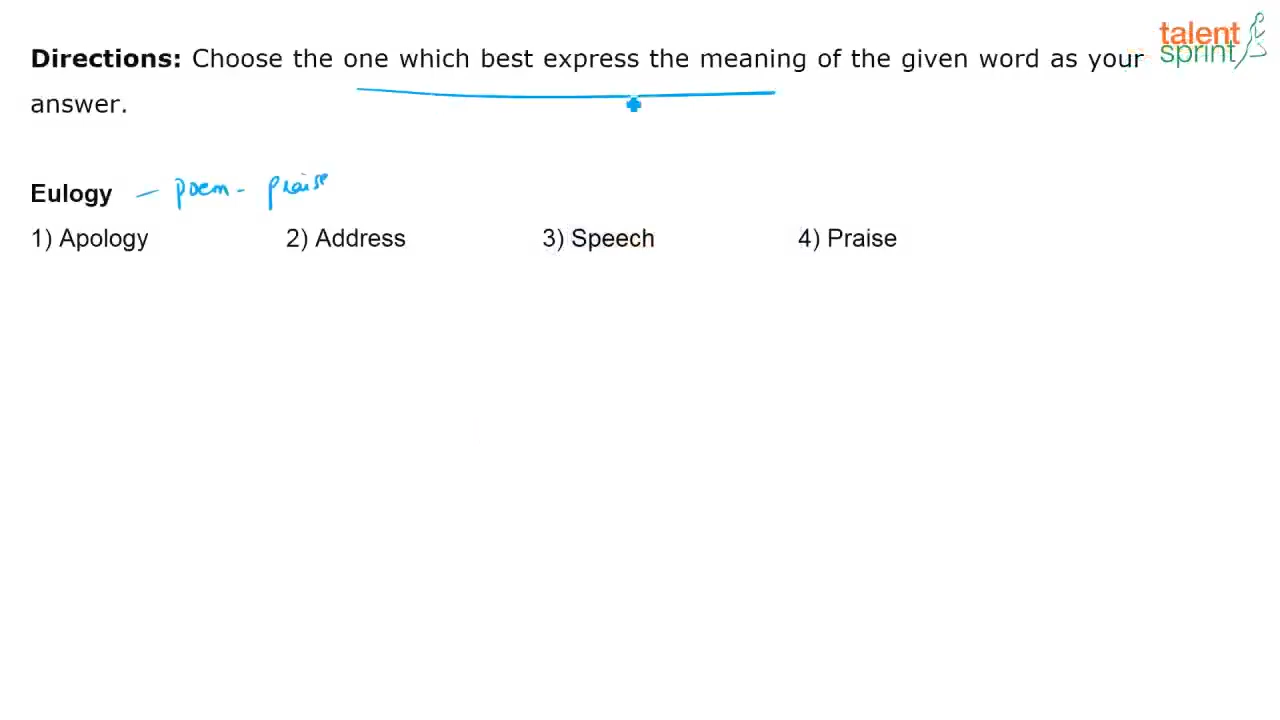 talent
sprint
Directions: Choose the one which best express the meaning of the given word as your
answer.
Eulogy – poem - praise
1) Apology 2) Address 3) Speech 4) Praise